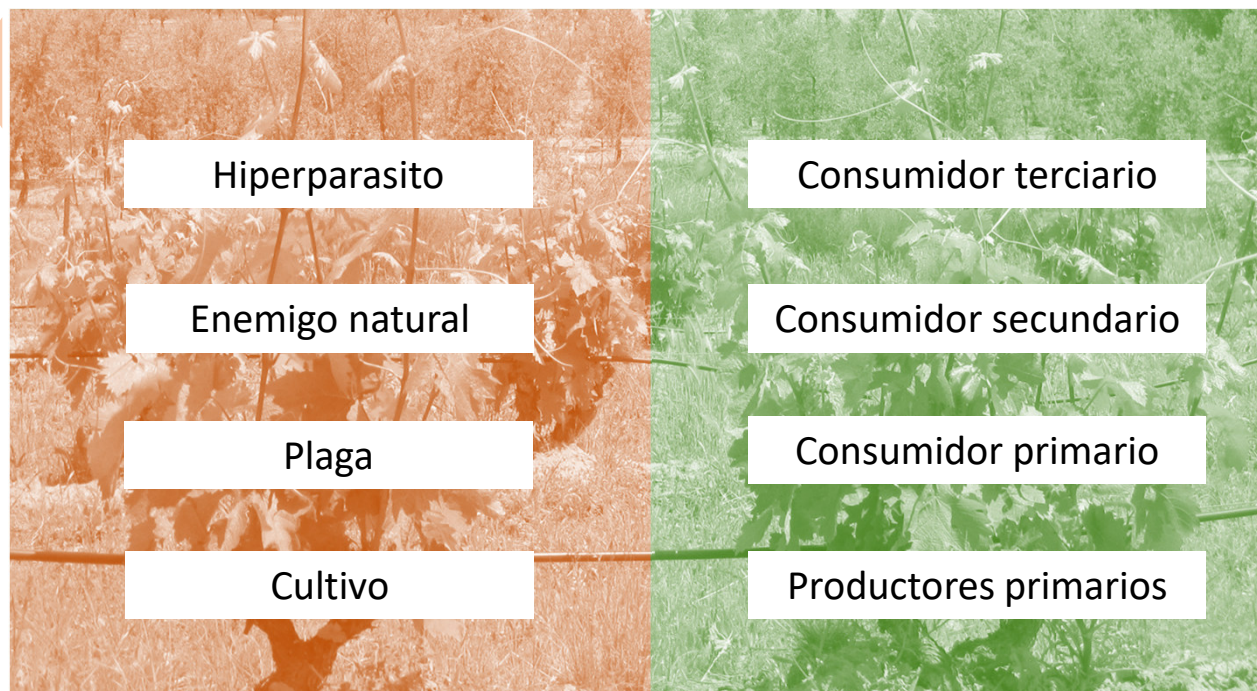 Hiperparasito
Consumidor terciario
Enemigo natural
Consumidor secundario
Plaga
Consumidor primario
Cultivo
Productores primarios